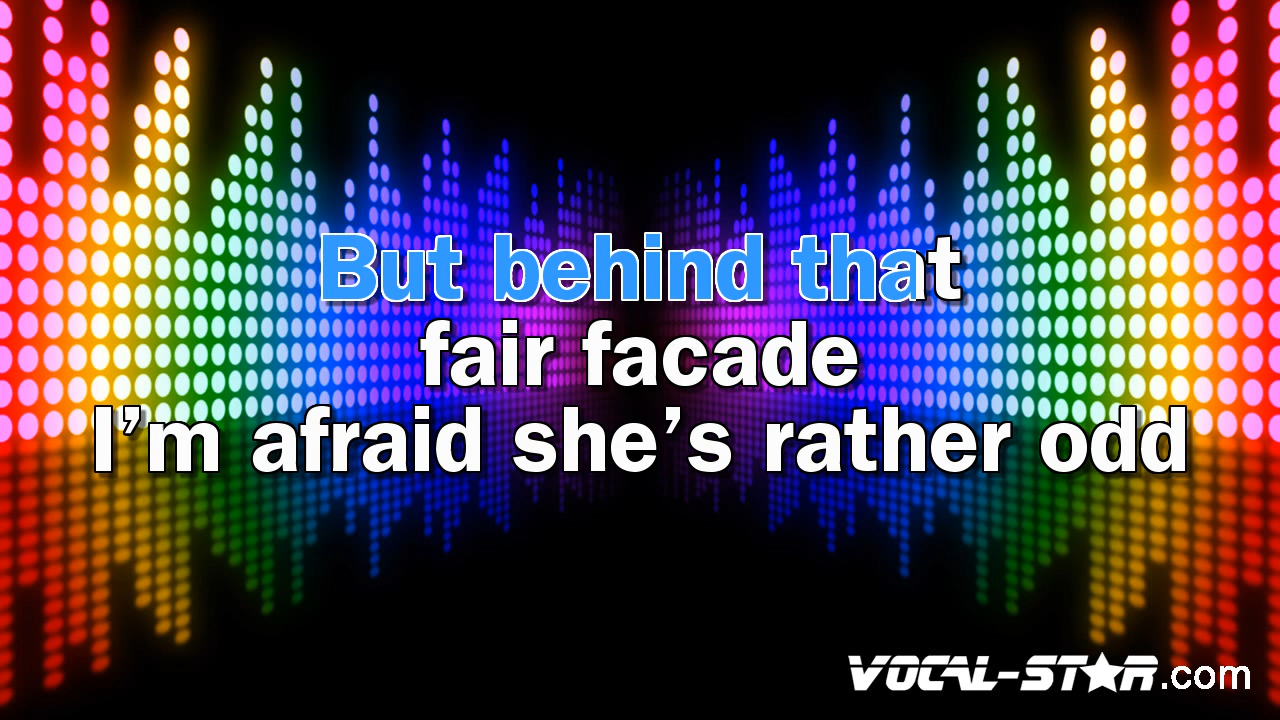 But behind that
fair facade
I'm afraid she's rather odd
VOCAL-STAR.com